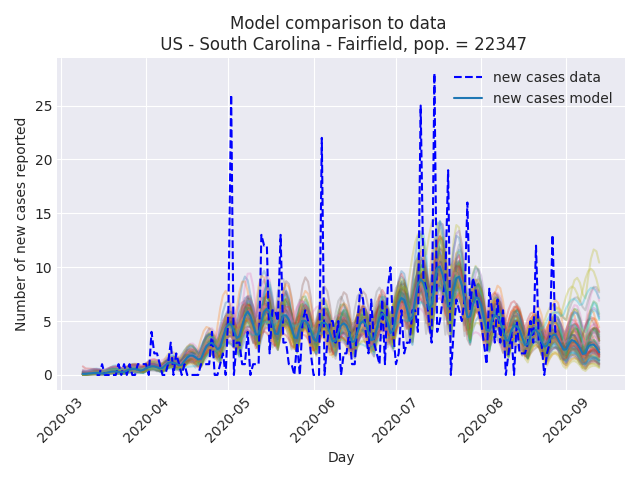 Model comparison to data
US - South Carolina - Fairfield, pop. = 22347
new cases data
new cases model
Number of new cases reported
25
20
15
10
5
0
2020-03
2020-04
2020-05
2020-06
2020-07
2020-08
2020-09
Day